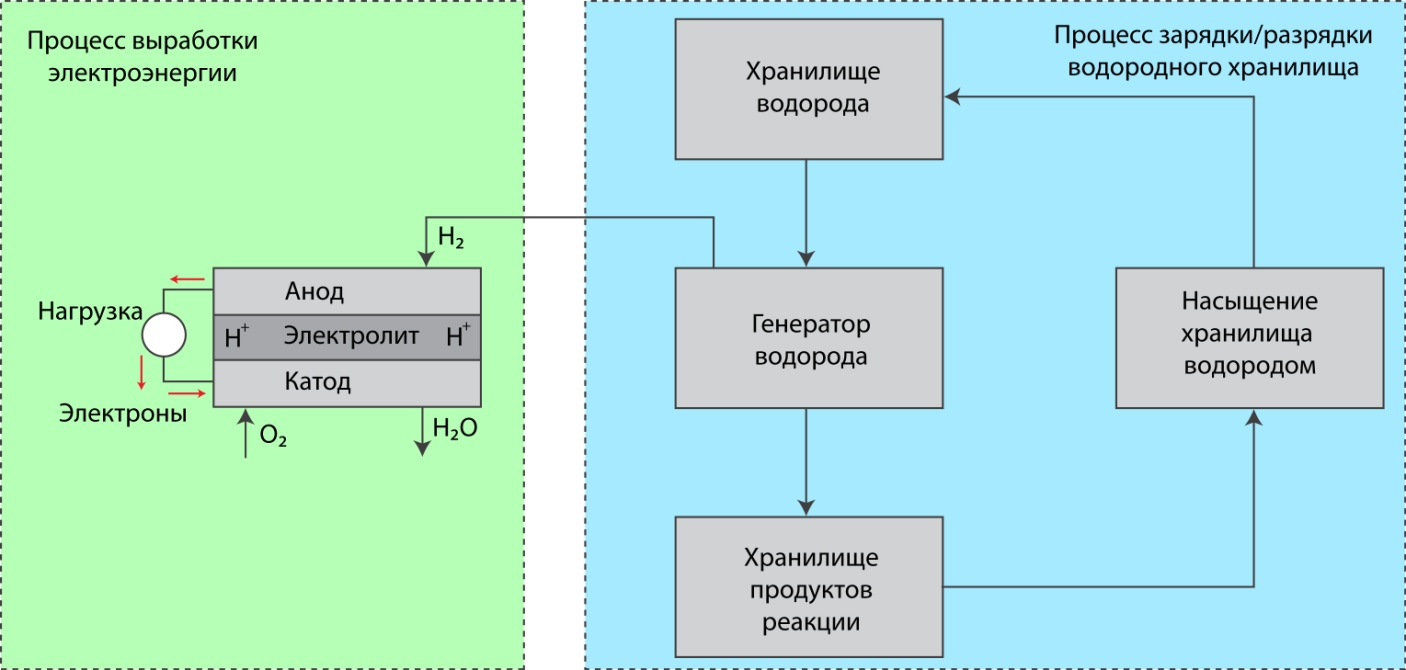 Процесс выработки
электроэнергии
H₂
Анод
Нагрузка
H⁺ Электролит H⁺
Катод
Электроны
O₂
H₂O
Процесс зарядки/разрядки
водородного хранилища
Хранилище
водорода
Генератор
водорода
Насыщение
хранилища
водородом
Хранилище
продуктов
реакции